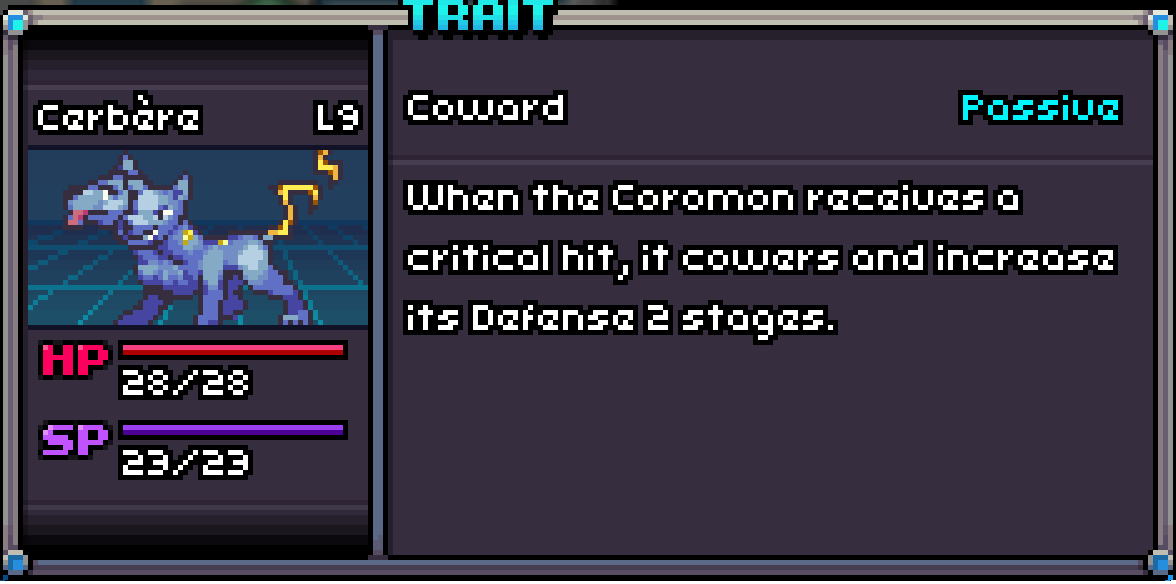 TRAIT
Cerbère L9
HP
28/28
SP
23/23
Coward Passive
When the Coromon receives a
critical hit, it cowers and increase
its Defense 2 stages.